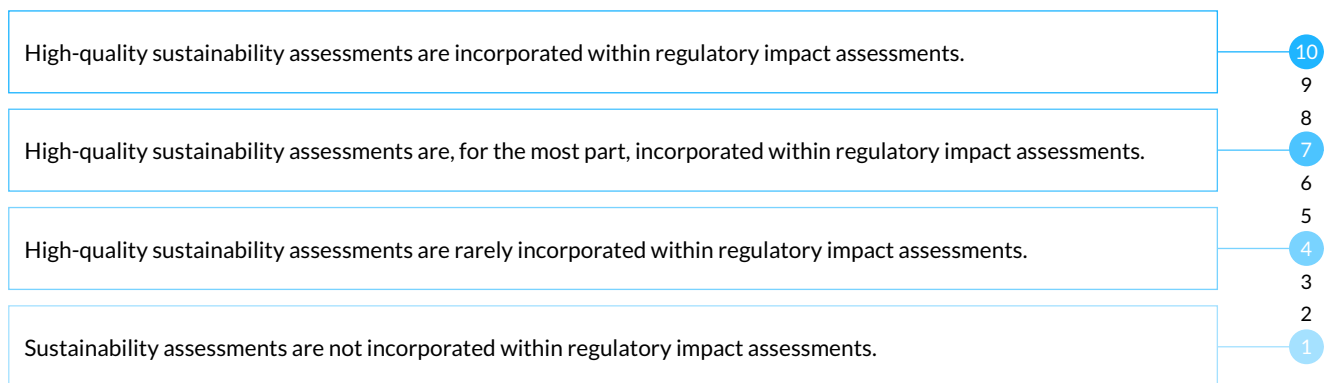 High-quality sustainability assessments are incorporated within regulatory impact assessments.
10
9
8
High-quality sustainability assessments are, for the most part, incorporated within regulatory impact assessments.
7
6
5
High-quality sustainability assessments are rarely incorporated within regulatory impact assessments.
4
3
2
Sustainability assessments are not incorporated within regulatory impact assessments.
1